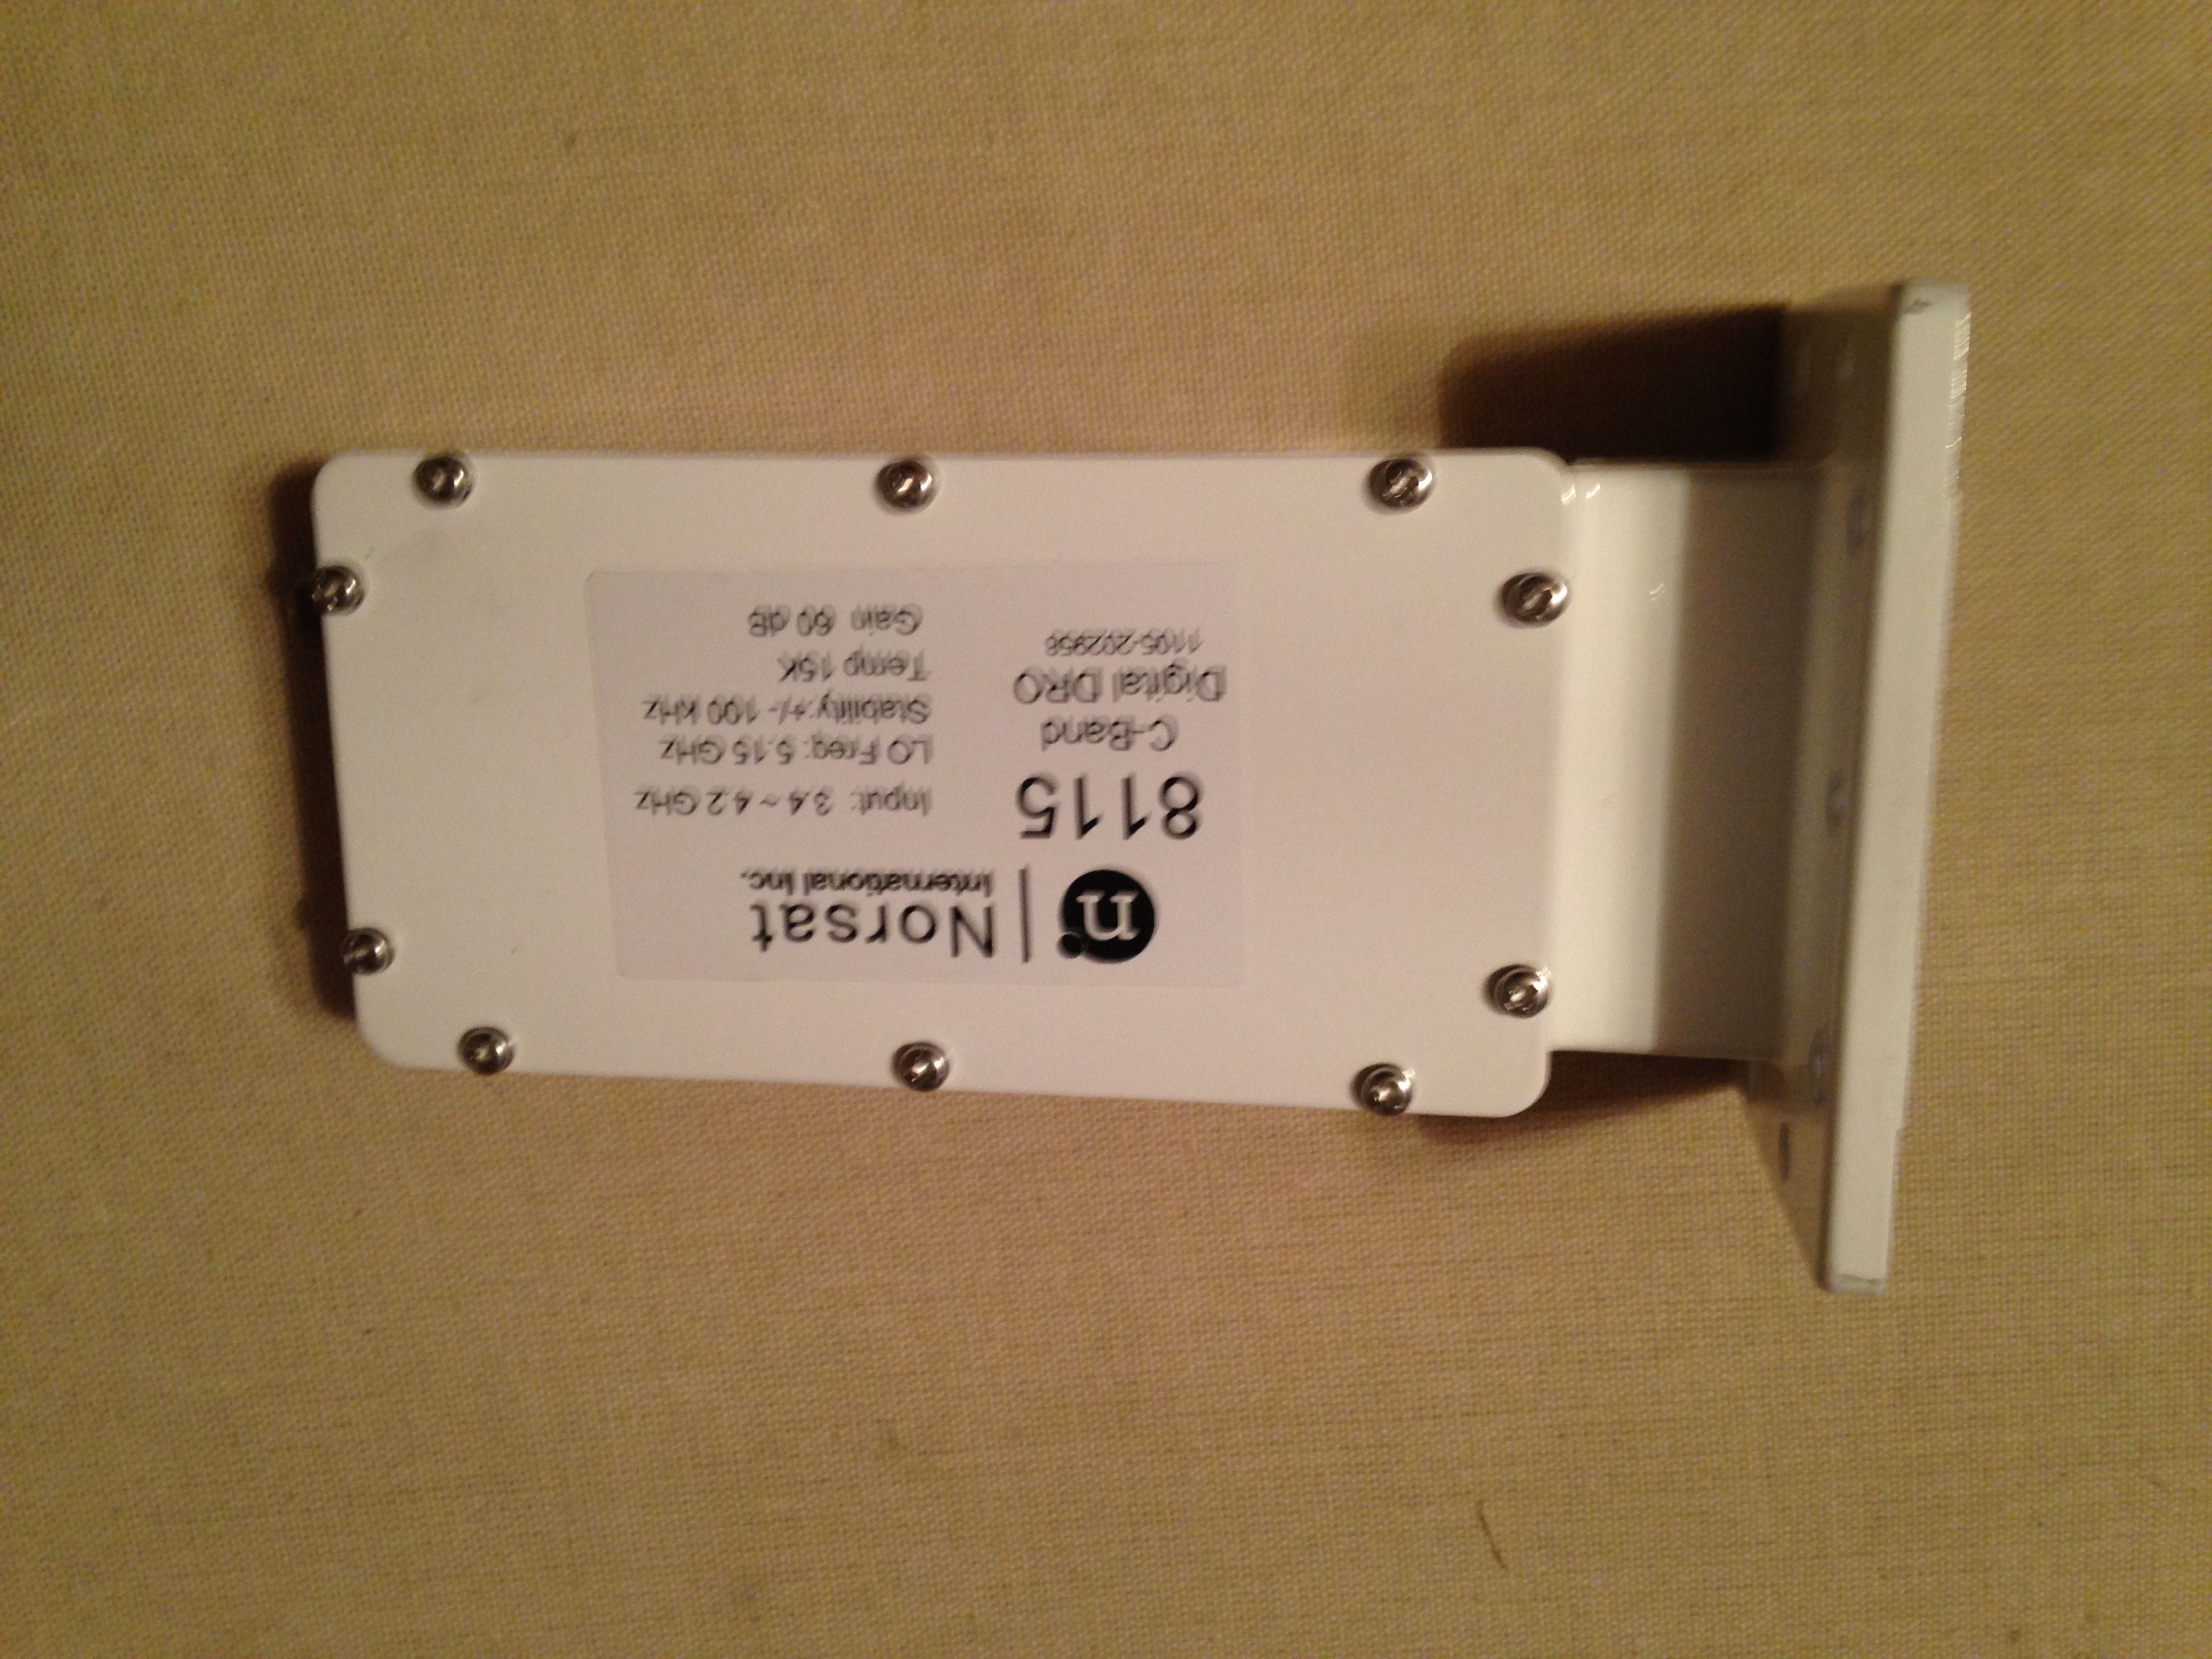 n
Norsat
International Inc.
8115
C-Band
Digital DRO
1105-202958
Input: 3.4 ~ 4.2 GHz
LO Freq: 5.15 GHz
Stability:+/- 100 kHz
Temp 15K
Gain 60 dB